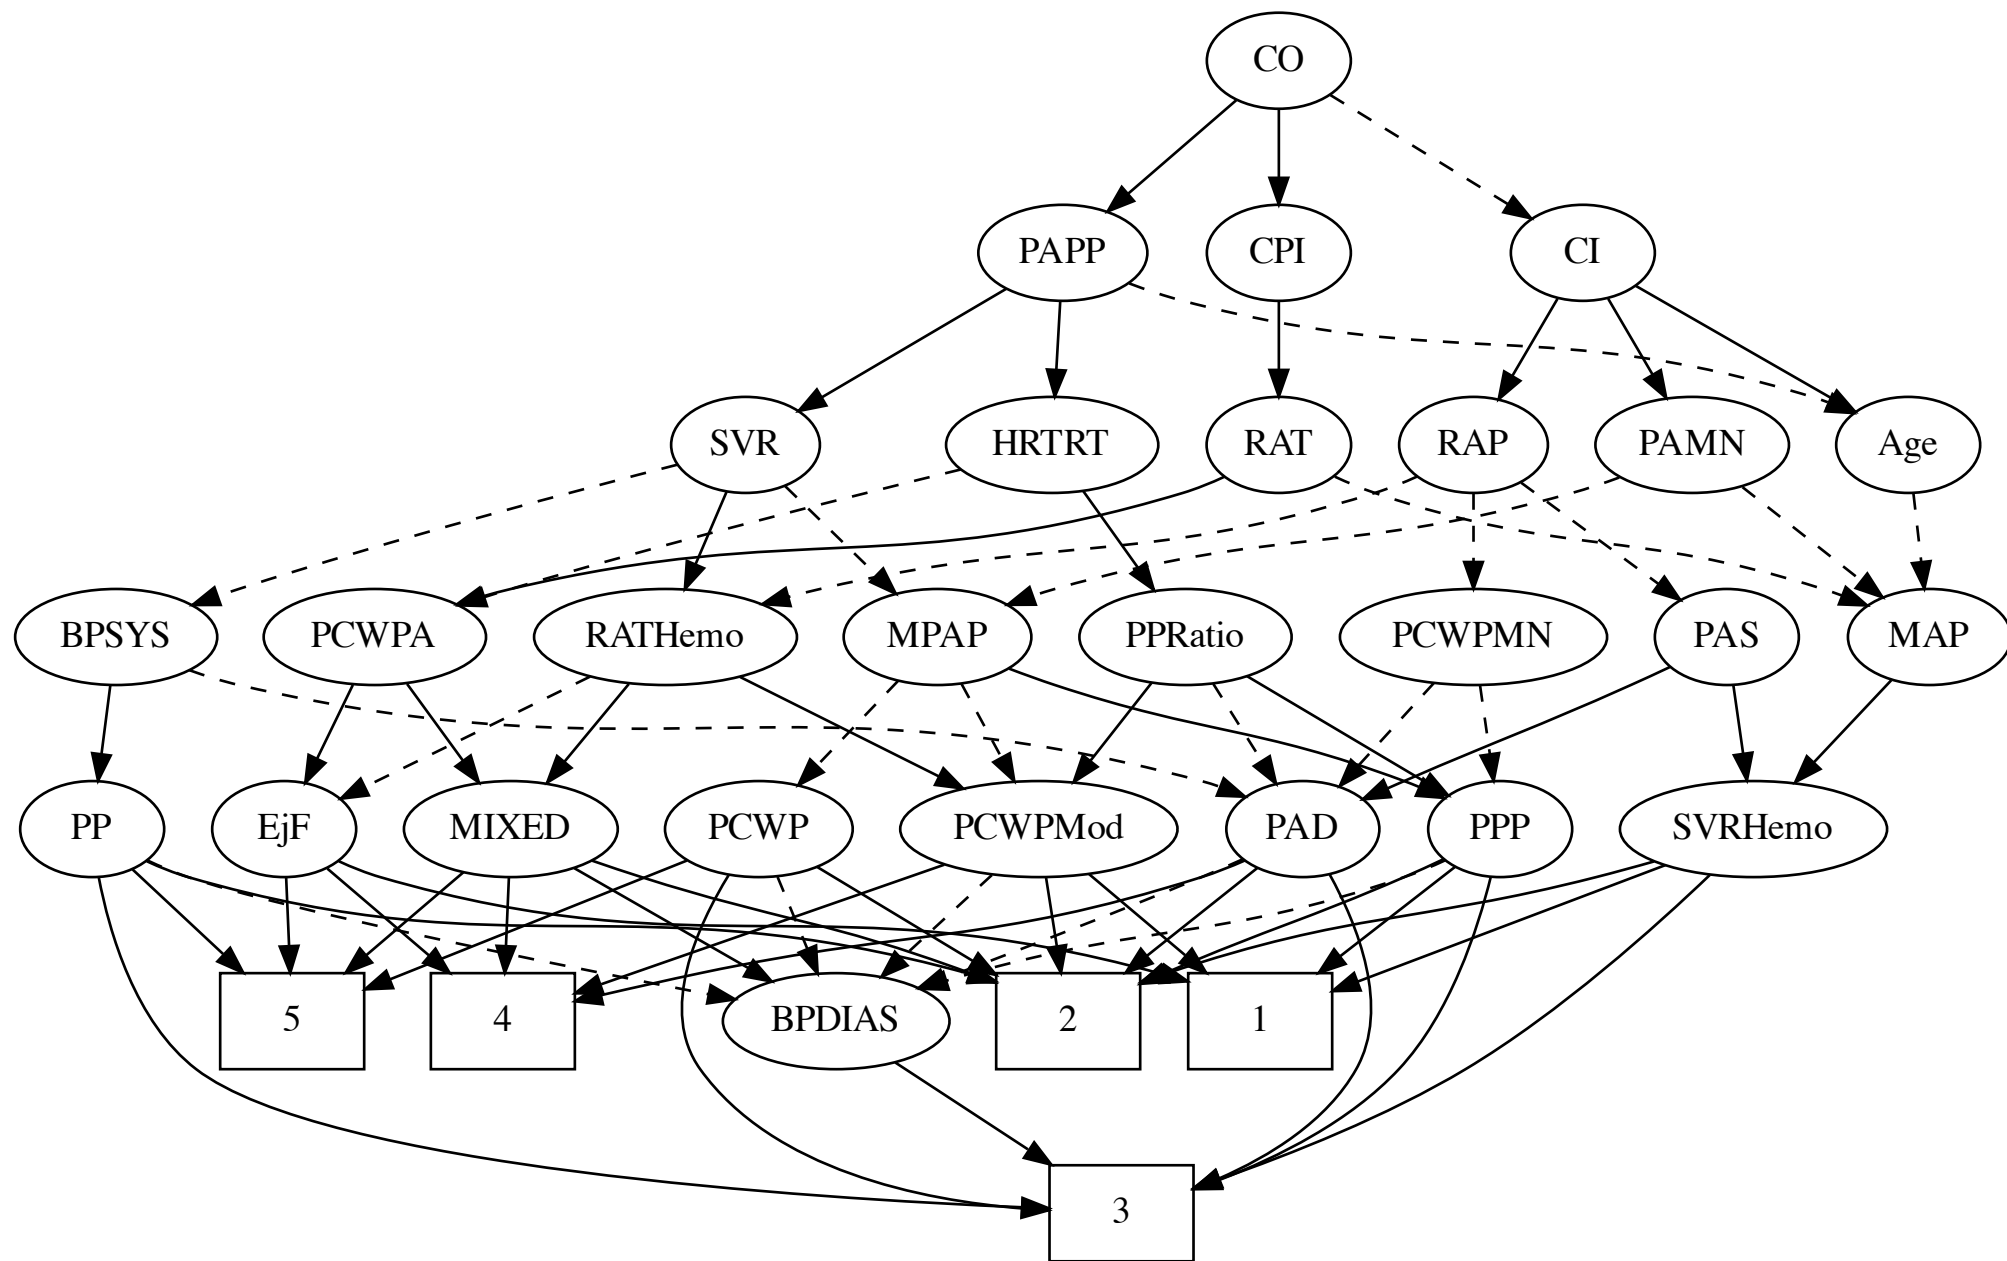 CO
PAPP
CPI
CI
SVR
HRTRT
RAT
RAP
PAMN
Age
BPSYS
PCWPA
RATHemo
MPAP
PPRatio
PCWPMN
PAS
MAP
PP
EjF
MIXED
PCWP
PCWPMod
PAD
PPP
SVRHemo
5
4
BPDIAS
2
1
3